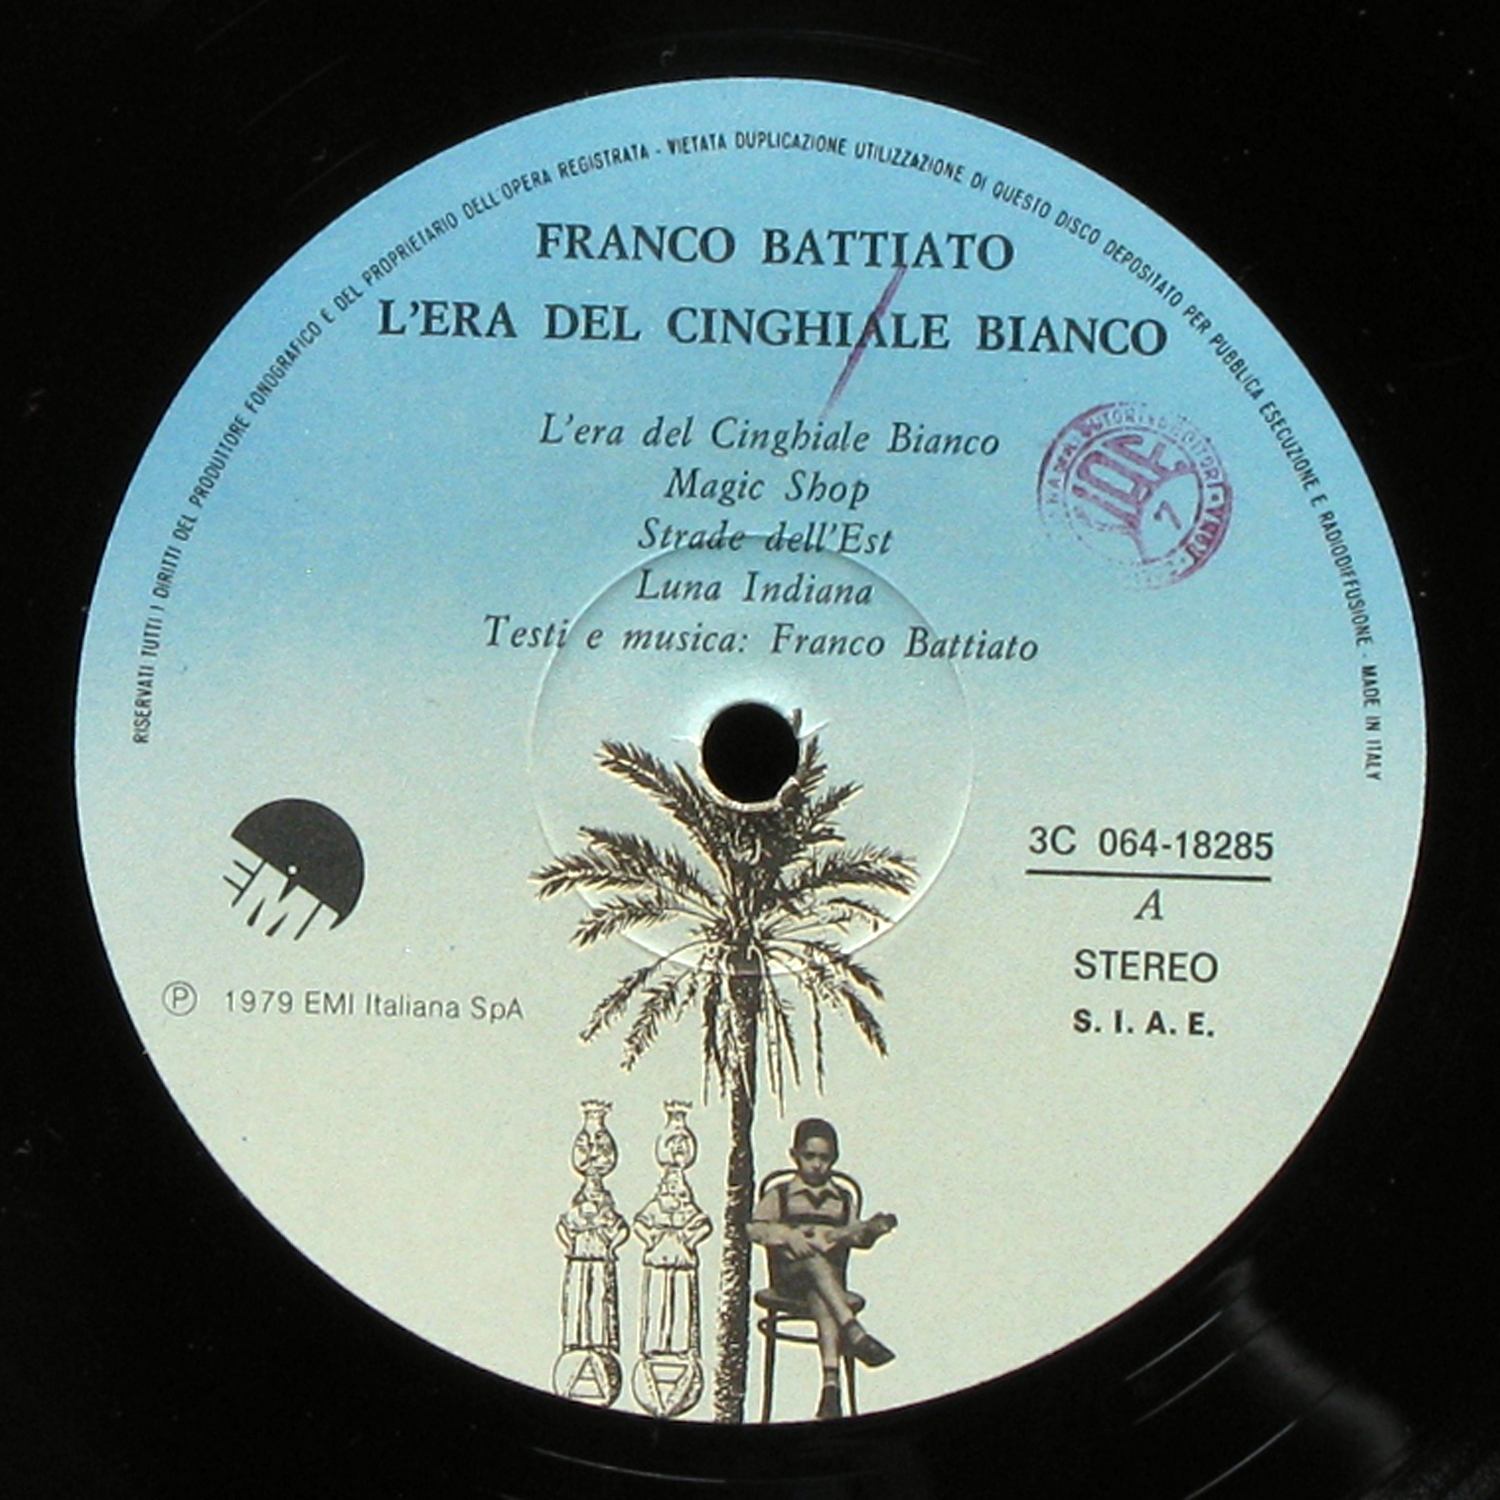 RISERVATI TUTTI I DIRITTI DEL PRODUTTORE FONOGRAFICO E DEL PROPRIETARIO DELL'OPERA REGISTRATA - VIETATA DUPLICAZIONE UTILIZZAZIONE DI QUESTO DISCO DEPOSITATO PER PUBBLICA ESECUZIONE E RADIODIFFUSIONE - MADE IN ITALY
FRANCO BATTIATO
L'ERA DEL CINGHIALE BIANCO
L'era del Cinghiale Bianco
Magic Shop
Strade dell'Est
Luna Indiana
Testi e musica: Franco Battiato
7
EMI
℗ 1979 EMI Italiana SpA
3C 064-18285
A
STEREO
S. I. A. E.
A